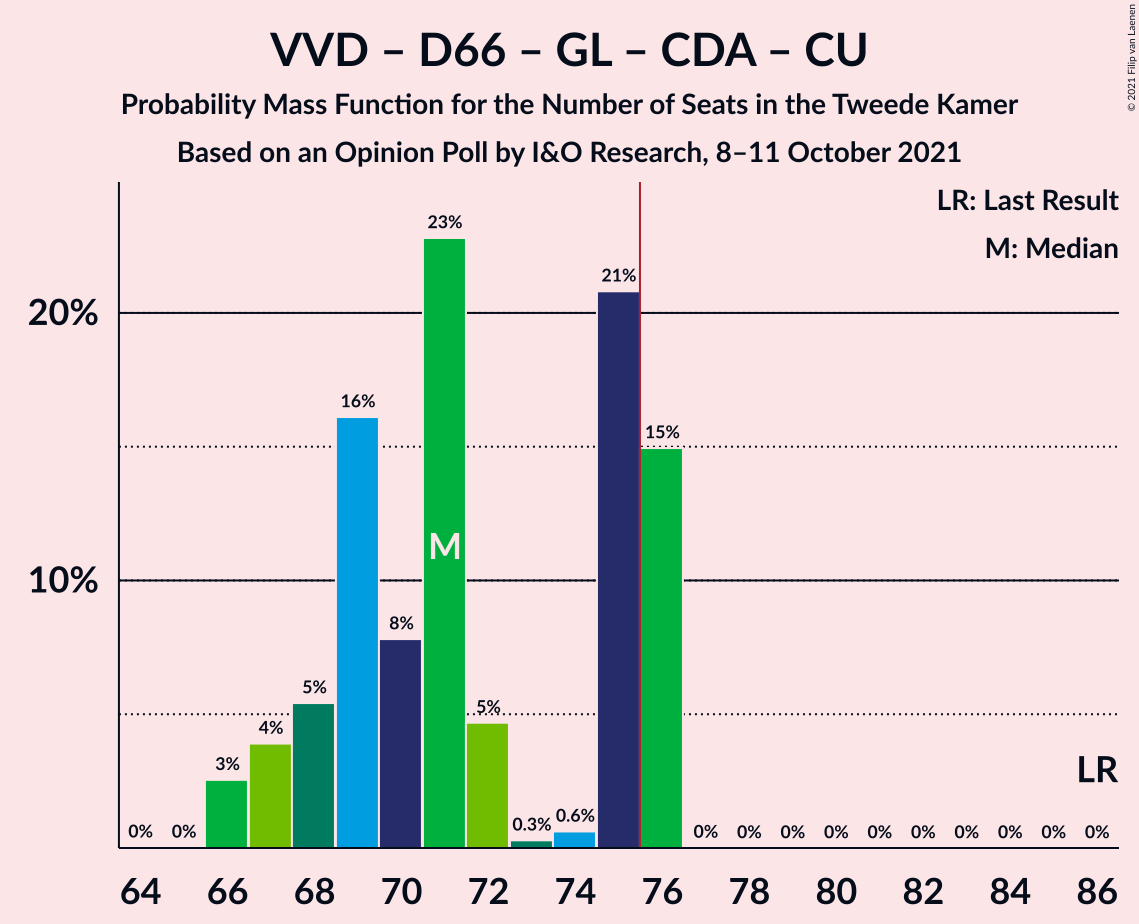 VVD – D66 – GL – CDA – CU
Probability Mass Function for the Number of Seats in the Tweede Kamer
Based on an Opinion Poll by I&O Research, 8–11 October 2021
© 2021 Filip van Laenen
LR: Last Result
M: Median
20%
10%
0%
0%
3%
4%
5%
16%
8%
23%
5%
0.3%
0.6%
21%
15%
0%
0%
0%
0%
0%
0%
0%
0%
0%
0%
M
LR
64 66 68 70 72 74 76 78 80 82 84 86